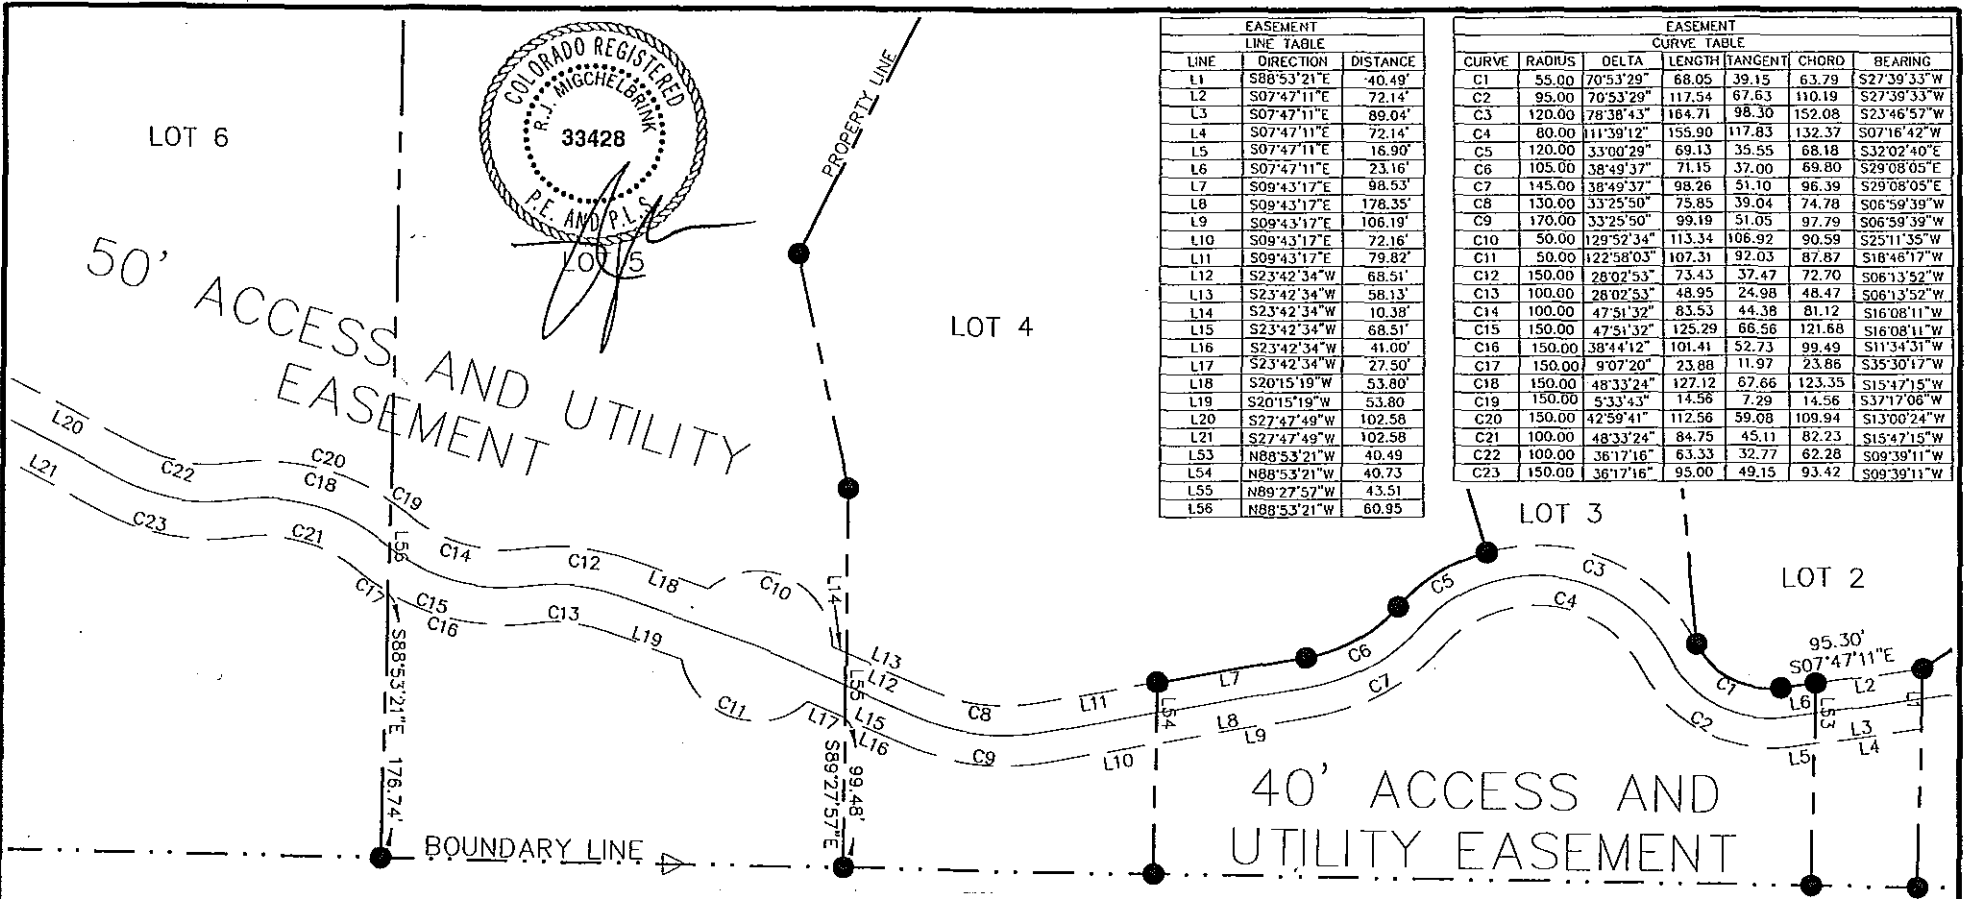 COLORADO REGISTERED
R.J. MIGCHELBRINK
33428
P.E. AND P.L.S.
LOT 6
LOT 5
PROPERTY LINE
LOT 4
50' ACCESS AND UTILITY
EASEMENT
EASEMENT
LINE TABLE
LINE DIRECTION DISTANCE
L1 S88°53'21"E 40.49'
L2 S07°47'11"E 72.14'
L3 S07°47'11"E 89.04'
L4 S07°47'11"E 72.14'
L5 S07°47'11"E 16.90'
L6 S07°47'11"E 23.16'
L7 S09°43'17"E 98.53'
L8 S09°43'17"E 178.35'
L9 S09°43'17"E 106.19'
L10 S09°43'17"E 72.16'
L11 S09°43'17"E 79.82'
L12 S23°42'34"W 68.51'
L13 S23°42'34"W 58.13'
L14 S23°42'34"W 10.38'
L15 S23°42'34"W 68.51'
L16 S23°42'34"W 41.00'
L17 S23°42'34"W 27.50'
L18 S20°15'19"W 53.80'
L19 S20°15'19"W 53.80
L20 S27°47'49"W 102.58
L21 S27°47'49"W 102.58
L53 N88°53'21"W 40.49
L54 N88°53'21"W 40.73
L55 N89°27'57"W 43.51
L56 N88°53'21"W 60.95
EASEMENT
CURVE TABLE
CURVE RADIUS DELTA LENGTH TANGENT CHORD BEARING
C1 55.00 70°53'29" 68.05 39.15 63.79 S27°39'33"W
C2 95.00 70°53'29" 117.54 67.63 110.19 S27°39'33"W
C3 120.00 78°38'43" 164.71 98.30 152.08 S23°46'57"W
C4 80.00 111°39'12" 155.90 117.83 132.37 S07°16'42"W
C5 120.00 33°00'29" 69.13 35.55 68.18 S32°02'40"E
C6 105.00 38°49'37" 71.15 37.00 69.80 S29°08'05"E
C7 145.00 38°49'37" 98.26 51.10 96.39 S29°08'05"E
C8 130.00 33°25'50" 75.85 39.04 74.78 S06°59'39"W
C9 170.00 33°25'50" 99.19 51.05 97.79 S06°59'39"W
C10 50.00 129°52'34" 113.34 106.92 90.59 S25°11'35"W
C11 50.00 122°58'03" 107.31 92.03 87.87 S18°46'17"W
C12 150.00 28°02'53" 73.43 37.47 72.70 S06°13'52"W
C13 100.00 28°02'53" 48.95 24.98 48.47 S06°13'52"W
C14 100.00 47°51'32" 83.53 44.38 81.12 S16°08'11"W
C15 150.00 47°51'32" 125.29 66.56 121.68 S16°08'11"W
C16 150.00 38°44'12" 101.41 52.73 99.49 S11°34'31"W
C17 150.00 9°07'20" 23.88 11.97 23.86 S35°30'17"W
C18 150.00 48°33'24" 127.12 67.66 123.35 S15°47'15"W
C19 150.00 5°33'43" 14.56 7.29 14.56 S37°17'06"W
C20 150.00 42°59'41" 112.56 59.08 109.94 S13°00'24"W
C21 100.00 48°33'24" 84.75 45.11 82.23 S15°47'15"W
C22 100.00 36°17'16" 63.33 32.77 62.28 S09°39'11"W
C23 150.00 36°17'16" 95.00 49.15 93.42 S09°39'11"W
LOT 3
LOT 2
L20
L21
C22
C23
C20
C18
C21
C19
L56
C17
C14
C15
C16
C12
C13
L18
L19
C10
C11
L14
L13
L12
L55
L15
L16
L17
C8
C9
L11
L10
L54
L7
L8
L9
C5
C6
C7
C3
C4
C1
C2
95.30'
S07°47'11"E
L6
L2
L53
L1
L3
L4
L5
S88°53'21"E 176.74'
S89°27'57"E
99.48'
BOUNDARY LINE
40' ACCESS AND
UTILITY EASEMENT